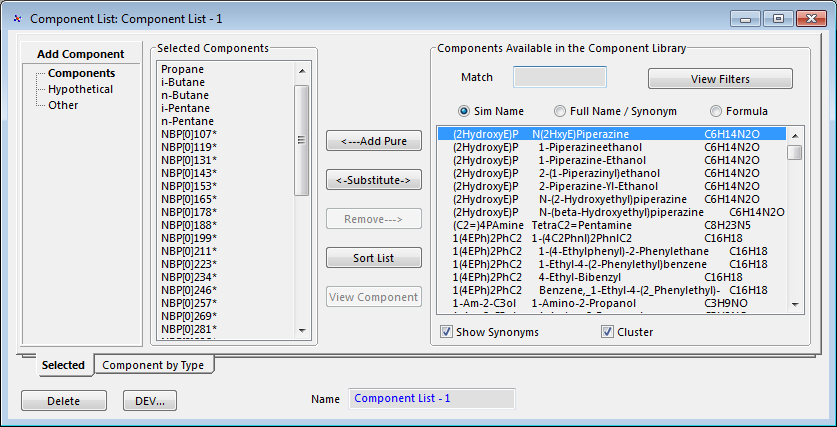 Component List: Component List - 1
Add Component
Components
Hypothetical
Other
Selected Components
Propane
i-Butane
n-Butane
i-Pentane
n-Pentane
NBP[0]107*
NBP[0]119*
NBP[0]131*
NBP[0]143*
NBP[0]153*
NBP[0]165*
NBP[0]178*
NBP[0]188*
NBP[0]199*
NBP[0]211*
NBP[0]223*
NBP[0]234*
NBP[0]246*
NBP[0]257*
NBP[0]269*
NBP[0]281*
<---Add Pure
<-Substitute->
Remove--->
Sort List
View Component
Components Available in the Component Library
Match
View Filters
Sim Name Full Name / Synonym Formula
(2HydroxyE)P N(2HxyE)Piperazine C6H14N2O
(2HydroxyE)P 1-Piperazineethanol C6H14N2O
(2HydroxyE)P 1-Piperazine-Ethanol C6H14N2O
(2HydroxyE)P 2-(1-Piperazinyl)ethanol C6H14N2O
(2HydroxyE)P 2-Piperazine-Yl-Ethanol C6H14N2O
(2HydroxyE)P N-(2-Hydroxyethyl)piperazine C6H14N2O
(2HydroxyE)P N-(beta-Hydroxyethyl)piperazine C6H14N2O
(C2=)4PAmine TetraC2=Pentamine C8H23N5
1(4EPh)2PhC2 1-(4C2Phnl)2PhnlC2 C16H18
1(4EPh)2PhC2 1-(4-Ethylphenyl)-2-Phenylethane C16H18
1(4EPh)2PhC2 1-Ethyl-4-(2-Phenylethyl)benzene C16H18
1(4EPh)2PhC2 4-Ethyl-Bibenzyl C16H18
1(4EPh)2PhC2 Benzene,_1-Ethyl-4-(2_Phenylethyl)- C16H18
1-Am-2-C3ol 1-Amino-2-Propanol C3H9NO
Show Synonyms Cluster
Selected Component by Type
Delete DEV... Name Component List - 1